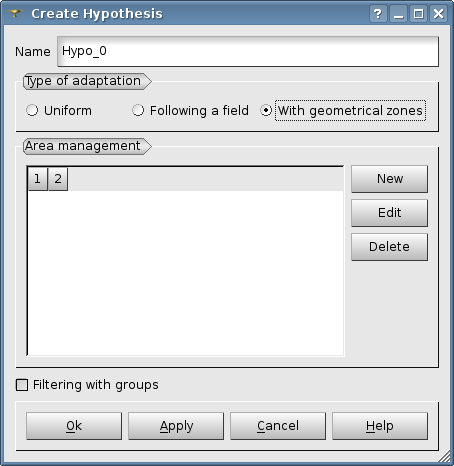 Create Hypothesis
Name Hypo_0
Type of adaptation
Uniform Following a field With geometrical zones
Area management
1 2
New
Edit
Delete
Filtering with groups
Ok Apply Cancel Help